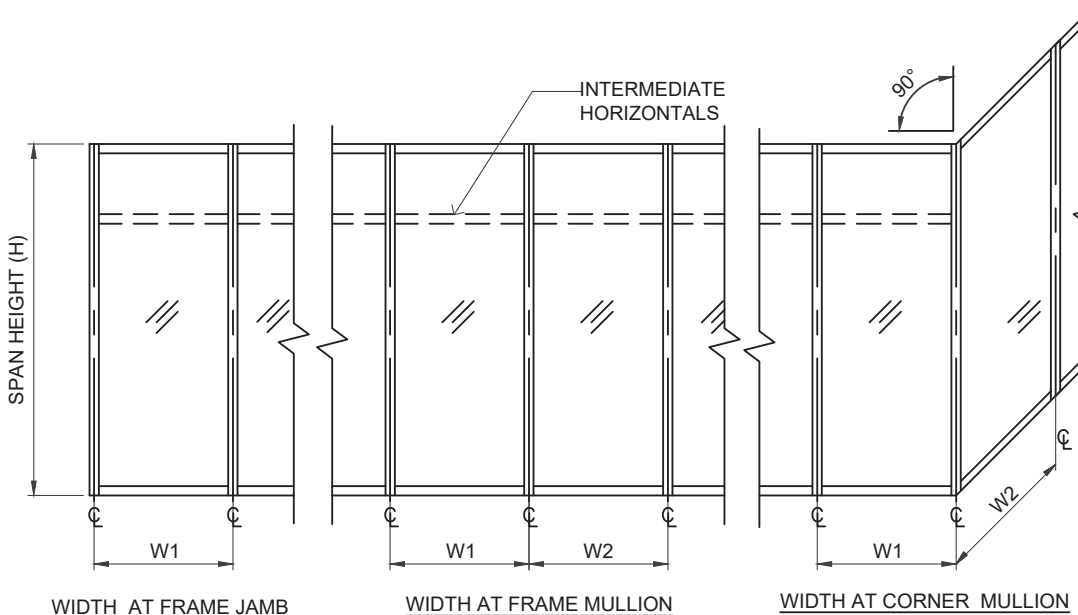 INTERMEDIATE
HORIZONTALS
90°
SPAN HEIGHT (H)
℄
℄
℄
℄
℄
℄
℄
℄
W1
W1
W2
W1
W2
WIDTH AT FRAME JAMB
WIDTH AT FRAME MULLION
WIDTH AT CORNER MULLION